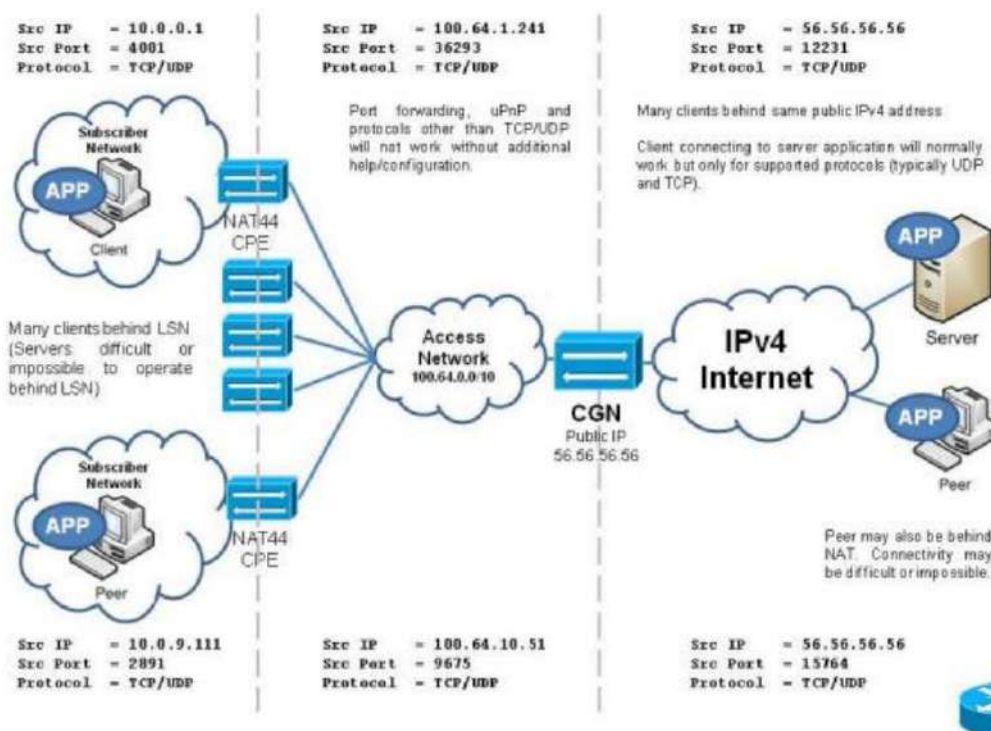 Src IP = 10.0.0.1
Src Port = 4001
Protocol = TCP/UDP
Src IP = 100.64.1.241
Src Port = 36293
Protocol = TCP/UDP
Src IP = 56.56.56.56
Src Port = 12231
Protocol = TCP/UDP
Port forwarding, uPnP and
protocols other than TCP/UDP
will not work without additional
help/configuration.
Many clients behind same public IPv4 address
Client connecting to server application will normally
work but only for supported protocols (typically UDP
and TCP).
Subscriber
Network
APP
Client
NAT44
CPE
Many clients behind LSN
(Servers difficult or
impossible to operate
behind LSN)
Access
Network
100.64.0.0/10
CGN
Public IP
56.56.56.56
IPv4
Internet
APP
Server
APP
Peer
Subscriber
Network
APP
Peer
NAT44
CPE
Peer may also be behind
NAT. Connectivity may
be difficult or impossible.
Src IP = 10.0.9.111
Src Port = 2891
Protocol = TCP/UDP
Src IP = 100.64.10.51
Src Port = 9675
Protocol = TCP/UDP
Src IP = 56.56.56.56
Src Port = 15764
Protocol = TCP/UDP